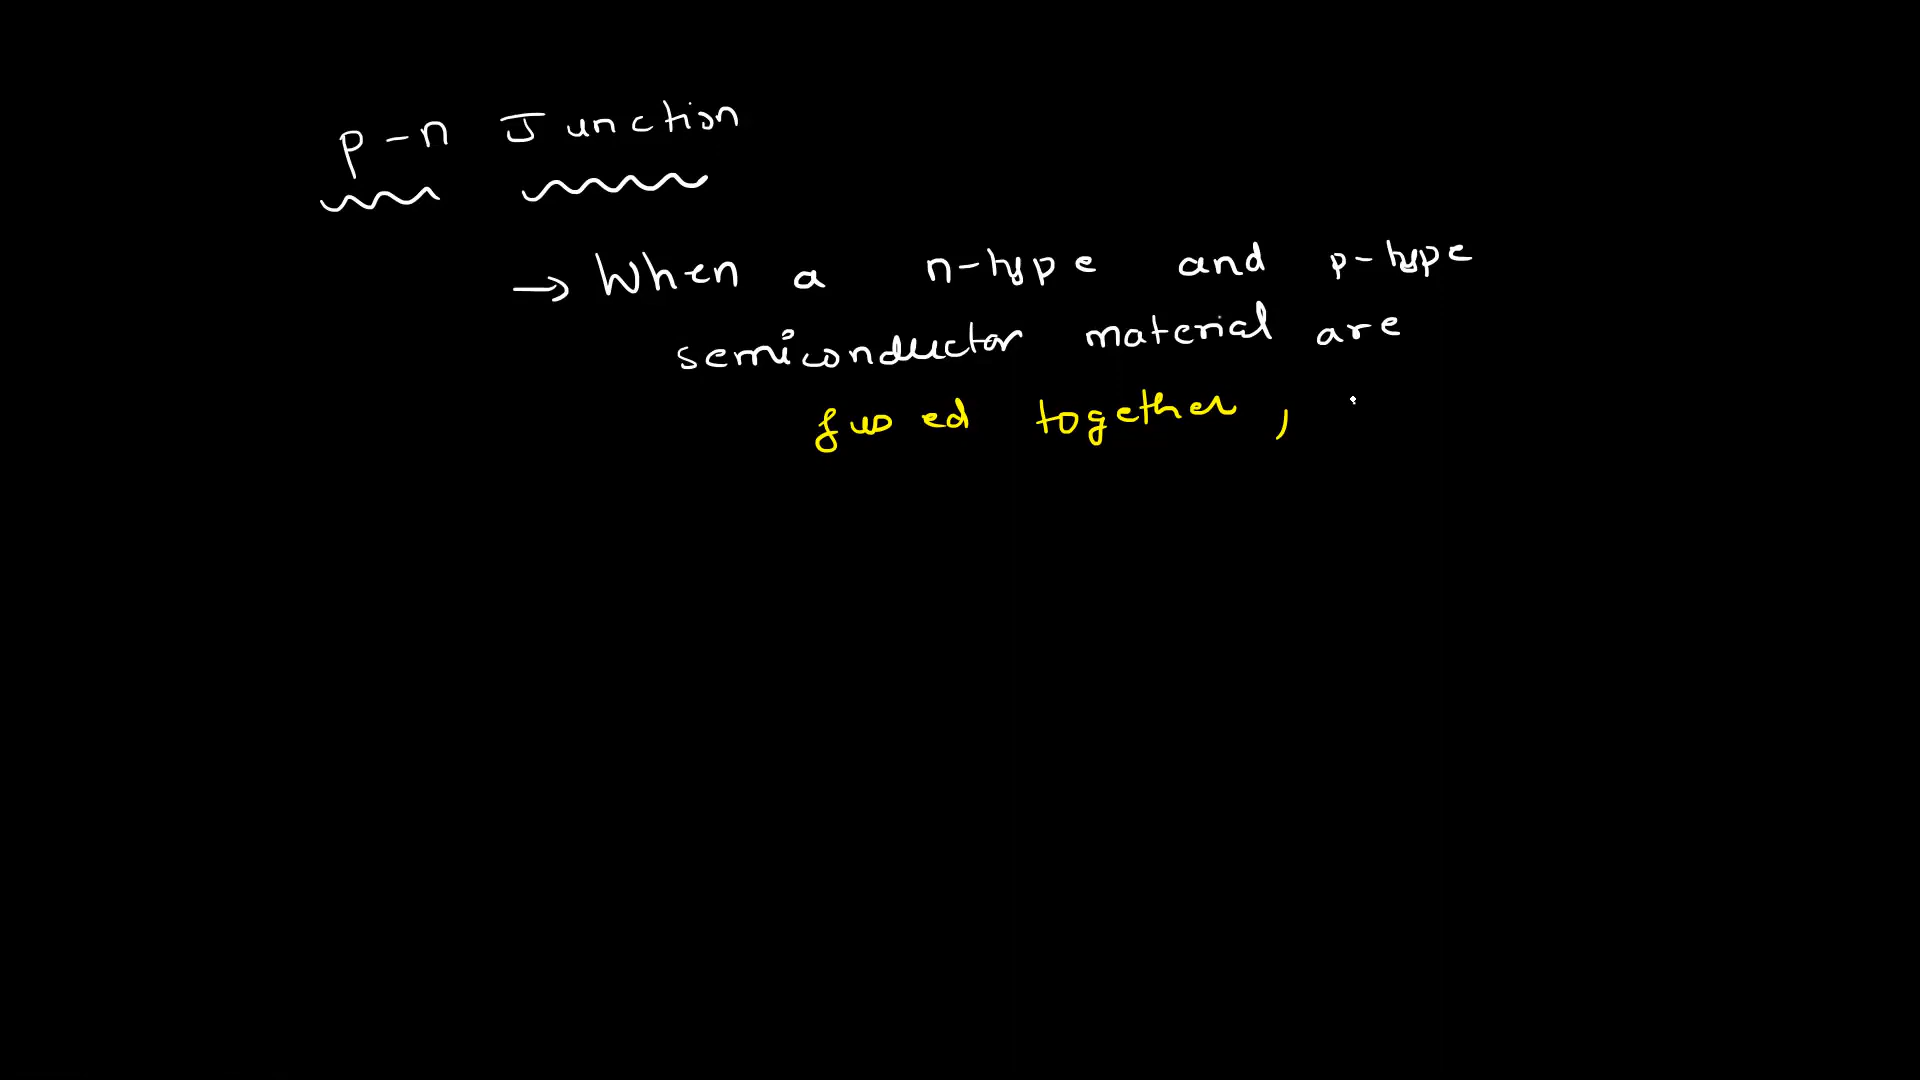 p-n Junction
→ When a n-type and p-type
semiconductor material are
fused together,